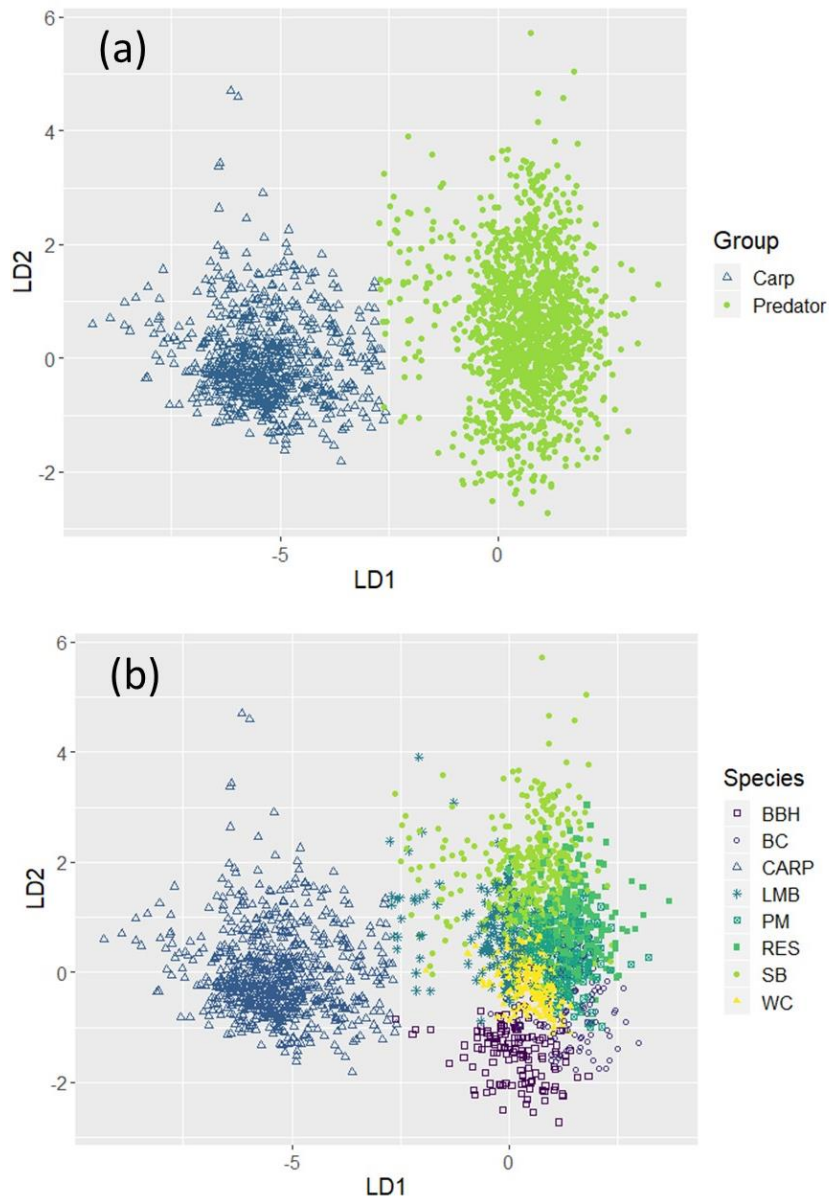 (a)
6
4
2
0
-2
LD2
-5
0
LD1
Group
Carp
Predator
(b)
6
4
2
0
-2
LD2
-5
0
LD1
Species
BBH
BC
CARP
LMB
PM
RES
SB
WC